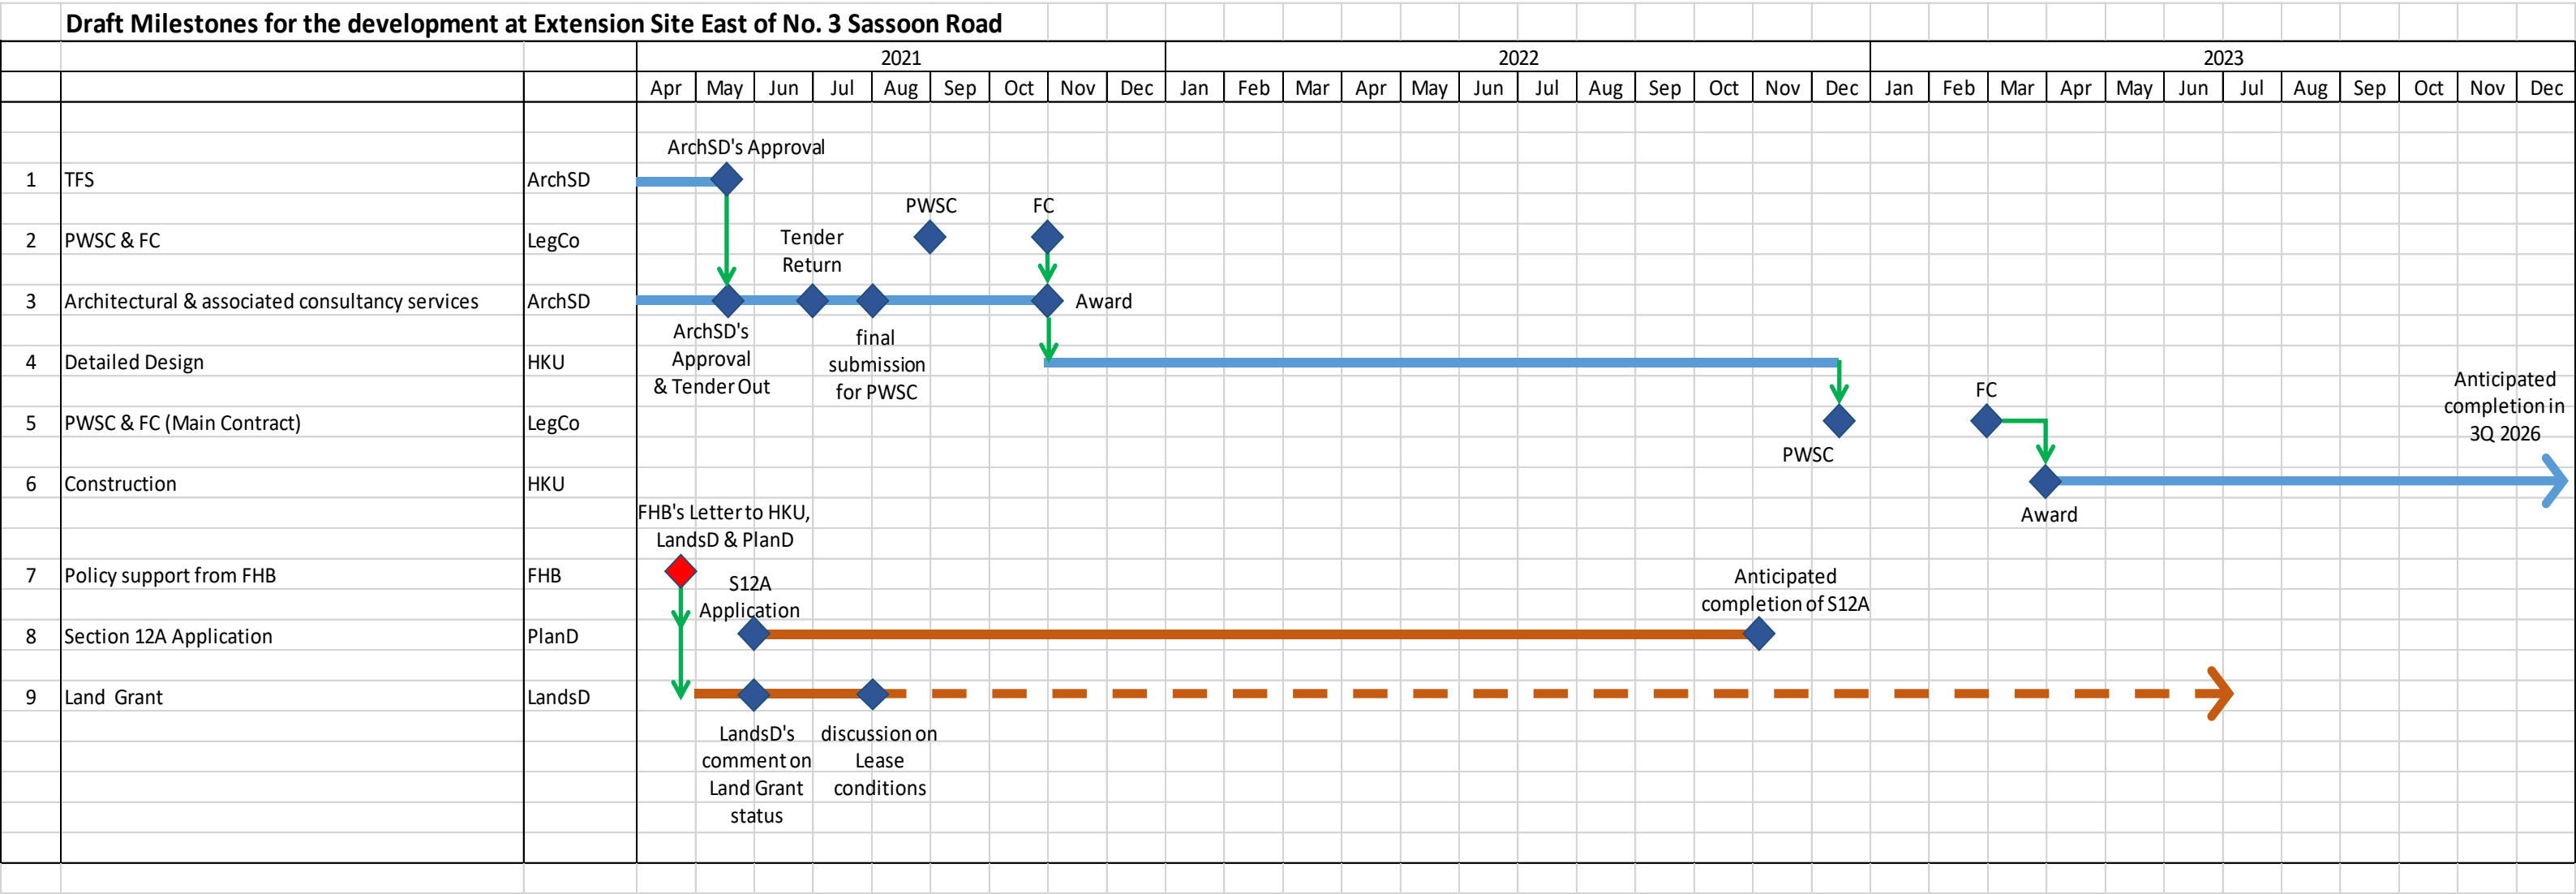 Draft Milestones for the development at Extension Site East of No. 3 Sassoon Road
2021 2022 2023
Apr May Jun Jul Aug Sep Oct Nov Dec Jan Feb Mar Apr May Jun Jul Aug Sep Oct Nov Dec Jan Feb Mar Apr May Jun Jul Aug Sep Oct Nov Dec
ArchSD's Approval
1 TFS ArchSD
PWSC FC
2 PWSC & FC LegCo
Tender
Return
3 Architectural & associated consultancy services ArchSD
Award
ArchSD's
Approval
& Tender Out
final
submission
for PWSC
4 Detailed Design HKU
FC
Anticipated
completion in
3Q 2026
5 PWSC & FC (Main Contract) LegCo
PWSC
6 Construction HKU
Award
FHB's Letter to HKU,
LandsD & PlanD
7 Policy support from FHB FHB
S12A
Application
Anticipated
completion of S12A
8 Section 12A Application PlanD
9 Land Grant LandsD
LandsD's
comment on
Land Grant
status
discussion on
Lease
conditions